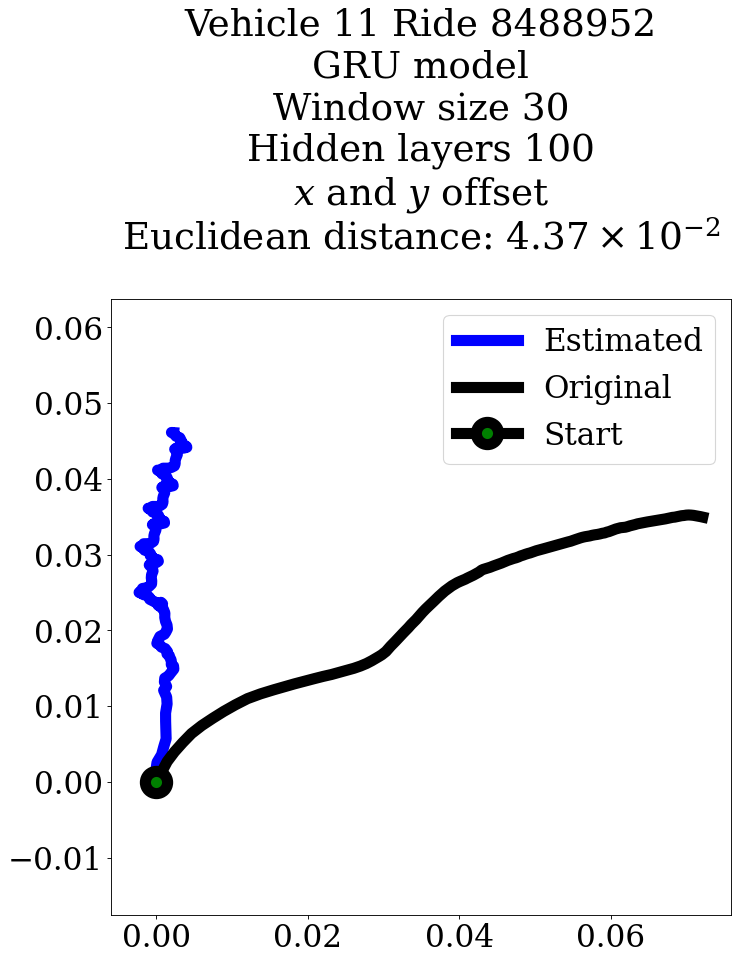 Vehicle 11 Ride 8488952
GRU model
Window size 30
Hidden layers 100
x and y offset
Euclidean distance: 4.37 × 10⁻²
Estimated
Original
Start
0.06
0.05
0.04
0.03
0.02
0.01
0.00
−0.01
0.00 0.02 0.04 0.06